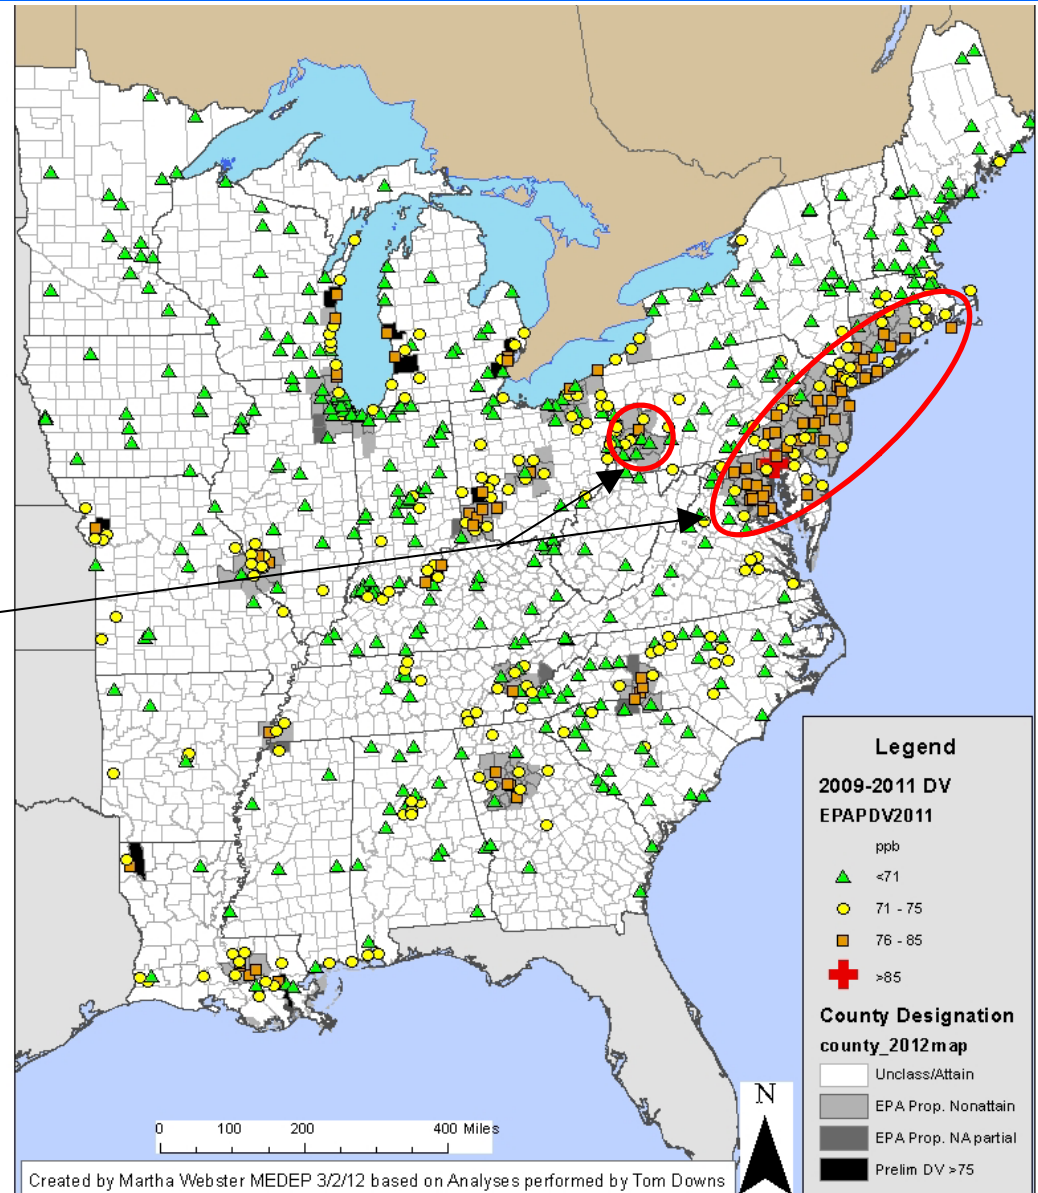 Legend
2009-2011 DV
EPAPDV2011
ppb
<71
71 - 75
76 - 85
>85
County Designation
county_2012map
Unclass/Attain
EPA Prop. Nonattain
EPA Prop. NA partial
Prelim DV >75
N
0 100 200 400 Miles
Created by Martha Webster MEDEP 3/2/12 based on Analyses performed by Tom Downs